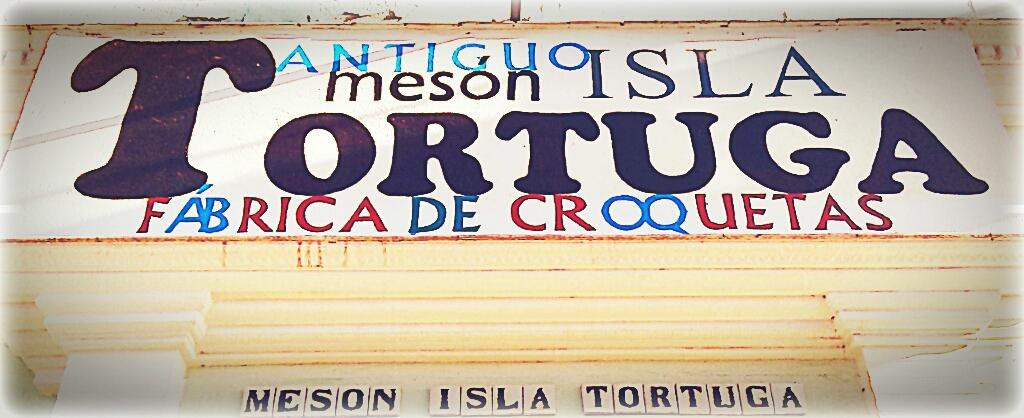 ANTIGUO
mesón ISLA
TORTUGA
FÁBRICA DE CROQUETAS
MESON ISLA TORTUGA